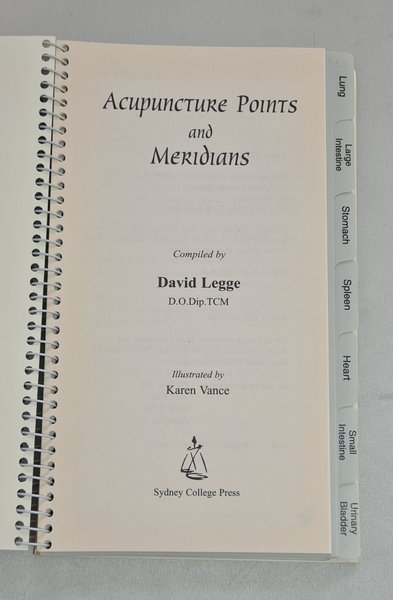 Acupuncture Points
and
Meridians
Compiled by
David Legge
D.O.Dip.TCM
Illustrated by
Karen Vance
Sydney College Press
Lung
Large
Intestine
Stomach
Spleen
Heart
Small
Intestine
Urinary
Bladder